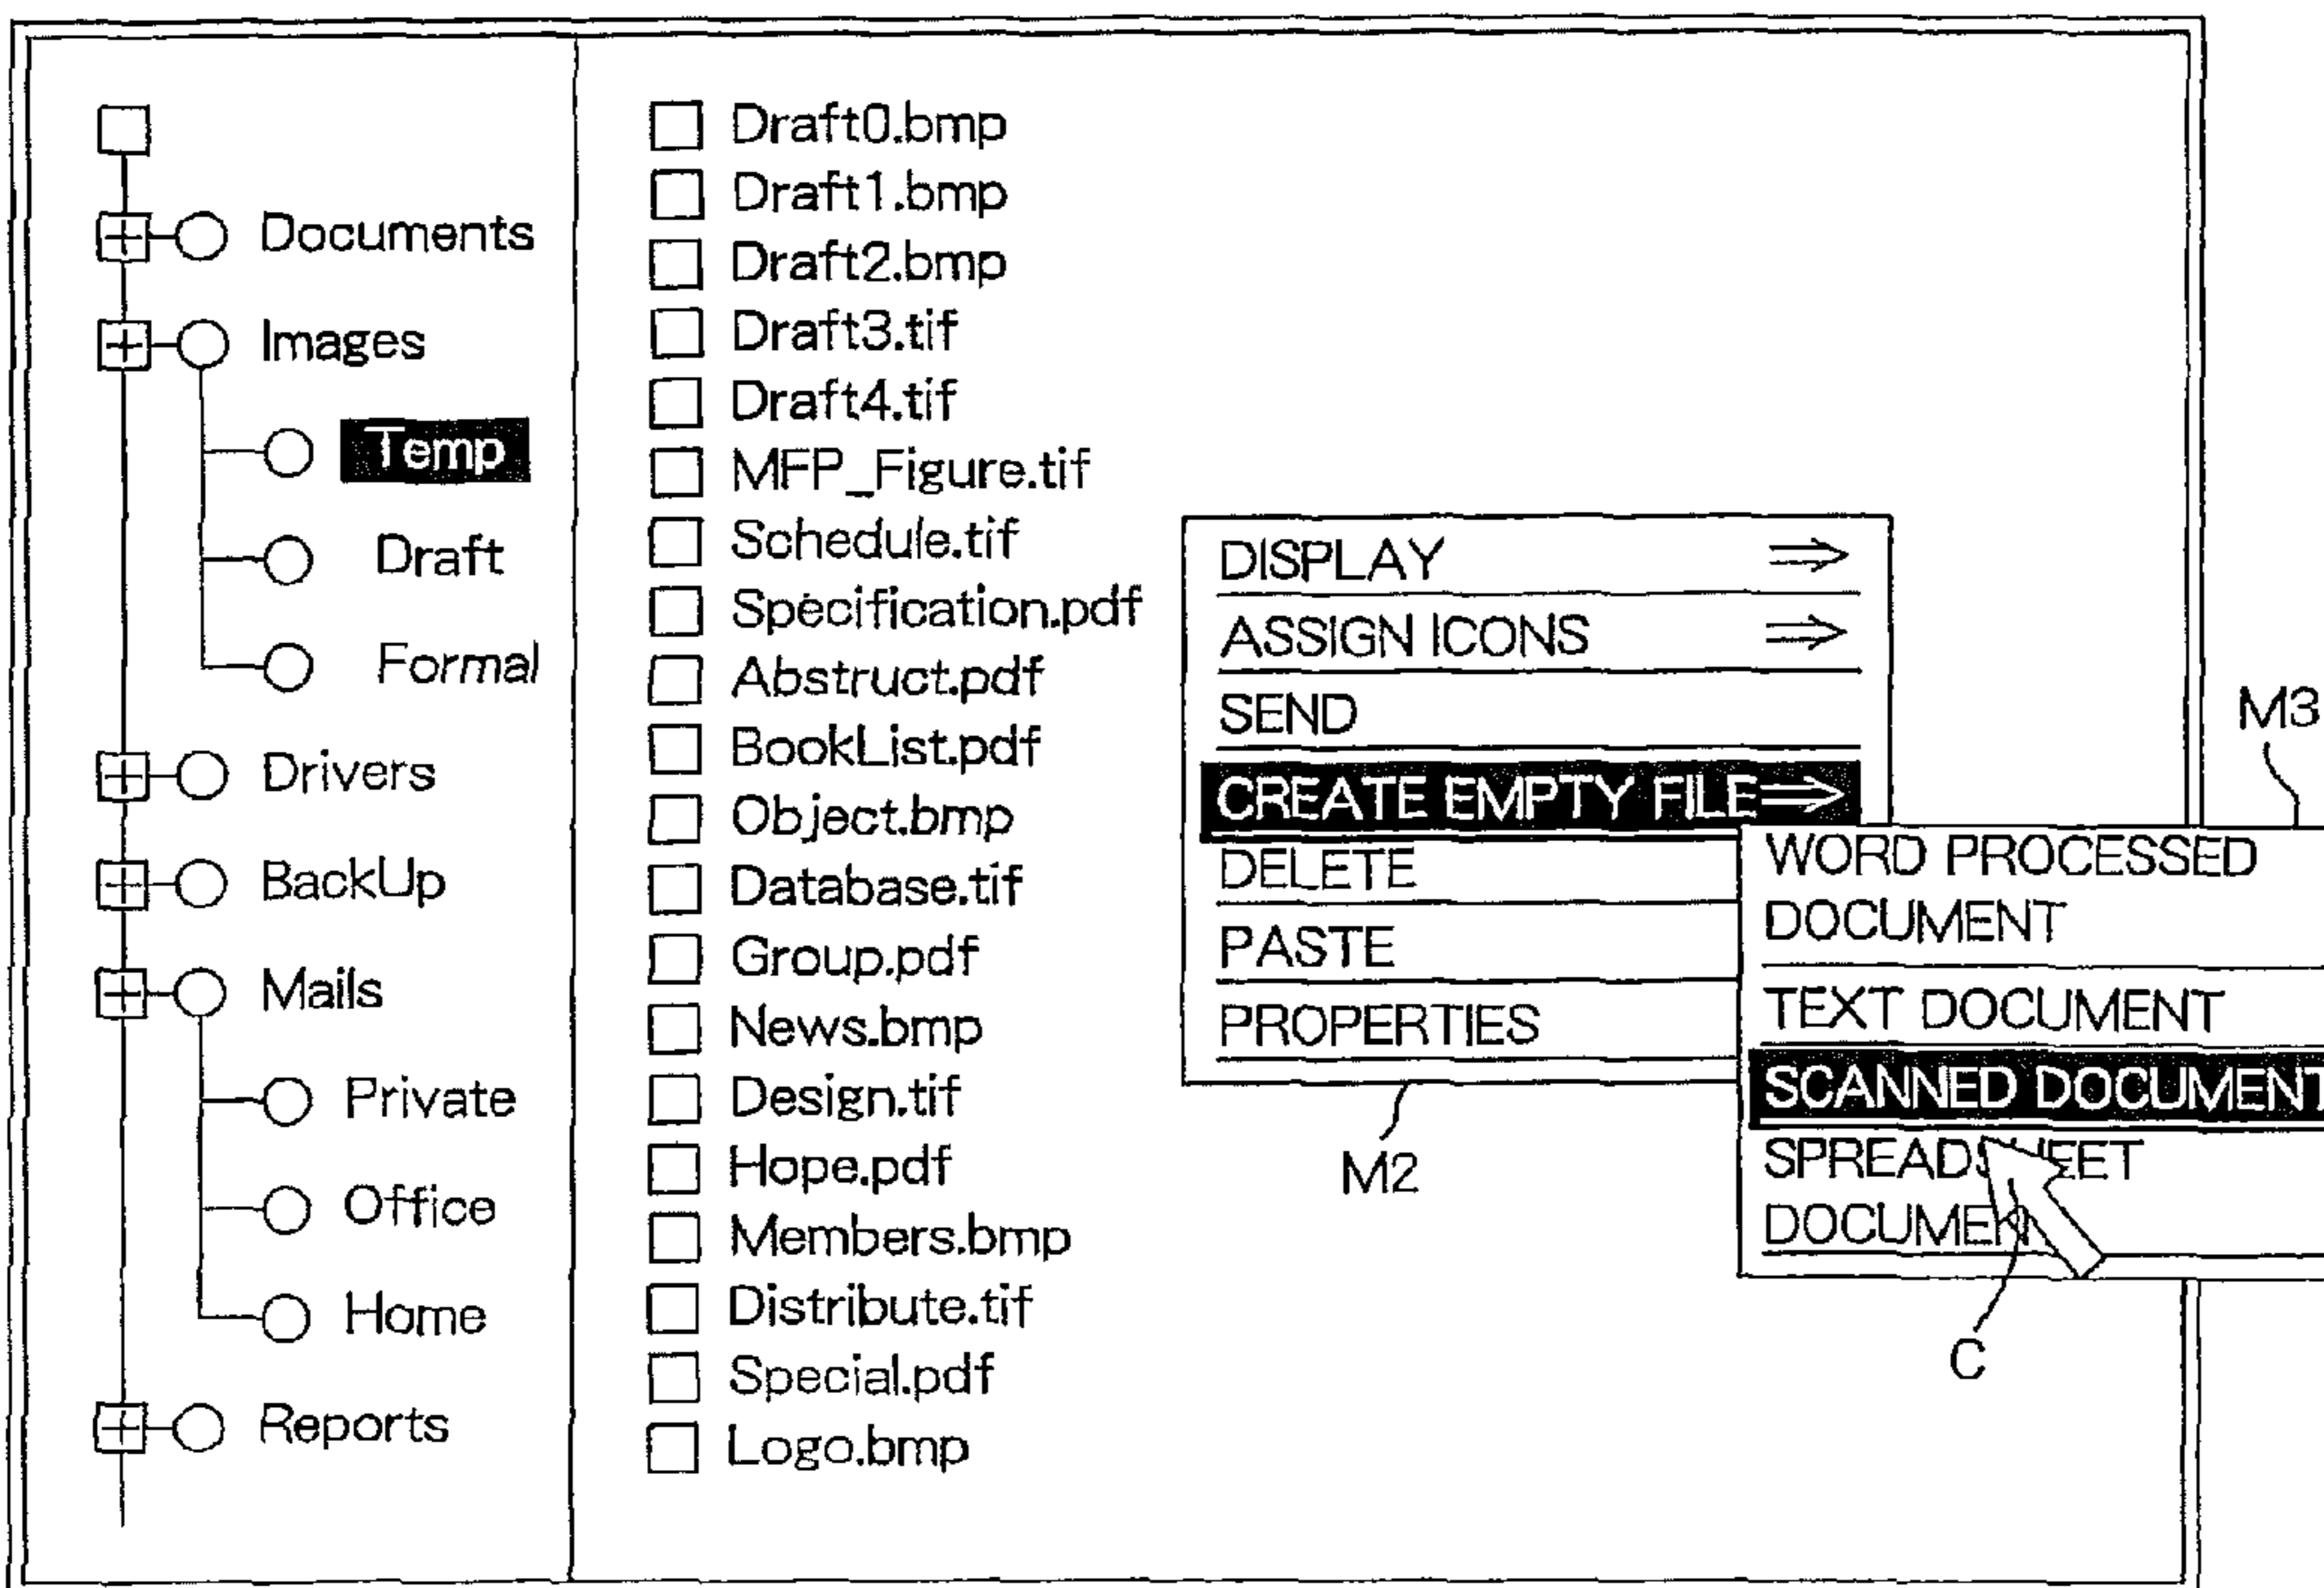 Documents
Images
Temp
Draft
Formal
Drivers
BackUp
Mails
Private
Office
Home
Reports
Draft0.bmp
Draft1.bmp
Draft2.bmp
Draft3.tif
Draft4.tif
MFP_Figure.tif
Schedule.tif
Specification.pdf
Abstruct.pdf
BookList.pdf
Object.bmp
Database.tif
Group.pdf
News.bmp
Design.tif
Hope.pdf
Members.bmp
Distribute.tif
Special.pdf
Logo.bmp
DISPLAY ⇒
ASSIGN ICONS ⇒
SEND
CREATE EMPTY FILE⇒
DELETE
PASTE
PROPERTIES
M2
M3
WORD PROCESSED
DOCUMENT
TEXT DOCUMENT
SCANNED DOCUMENT
SPREADSHEET
DOCUMENT
C